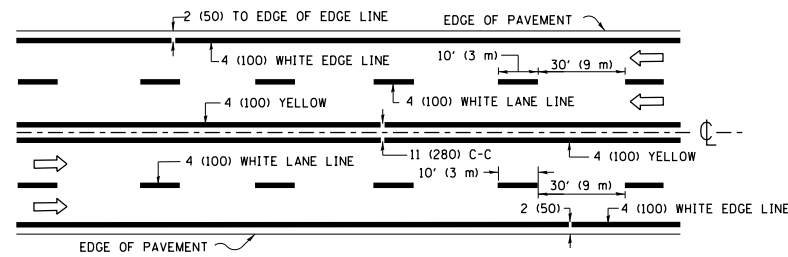 2 (50) TO EDGE OF EDGE LINE
EDGE OF PAVEMENT
4 (100) WHITE EDGE LINE
10' (3 m)
30' (9 m)
4 (100) YELLOW
4 (100) WHITE LANE LINE
℄
4 (100) WHITE LANE LINE
11 (280) C-C
4 (100) YELLOW
10' (3 m)
30' (9 m)
2 (50)
4 (100) WHITE EDGE LINE
EDGE OF PAVEMENT